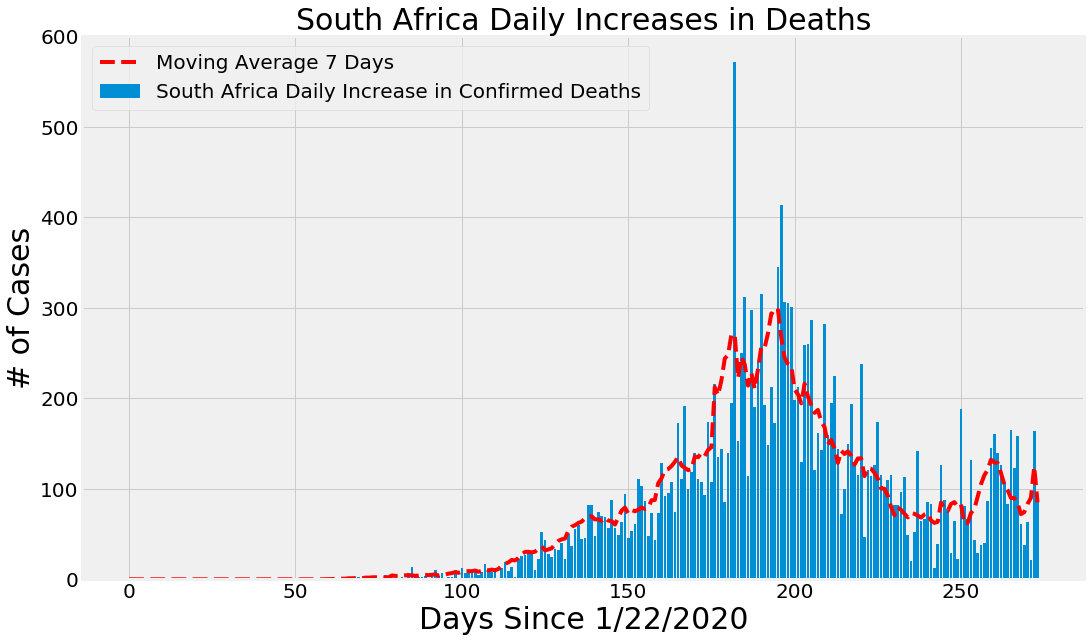 South Africa Daily Increases in Deaths
Moving Average 7 Days
South Africa Daily Increase in Confirmed Deaths
# of Cases
600
500
400
300
200
100
0
0 50 100 150 200 250
Days Since 1/22/2020